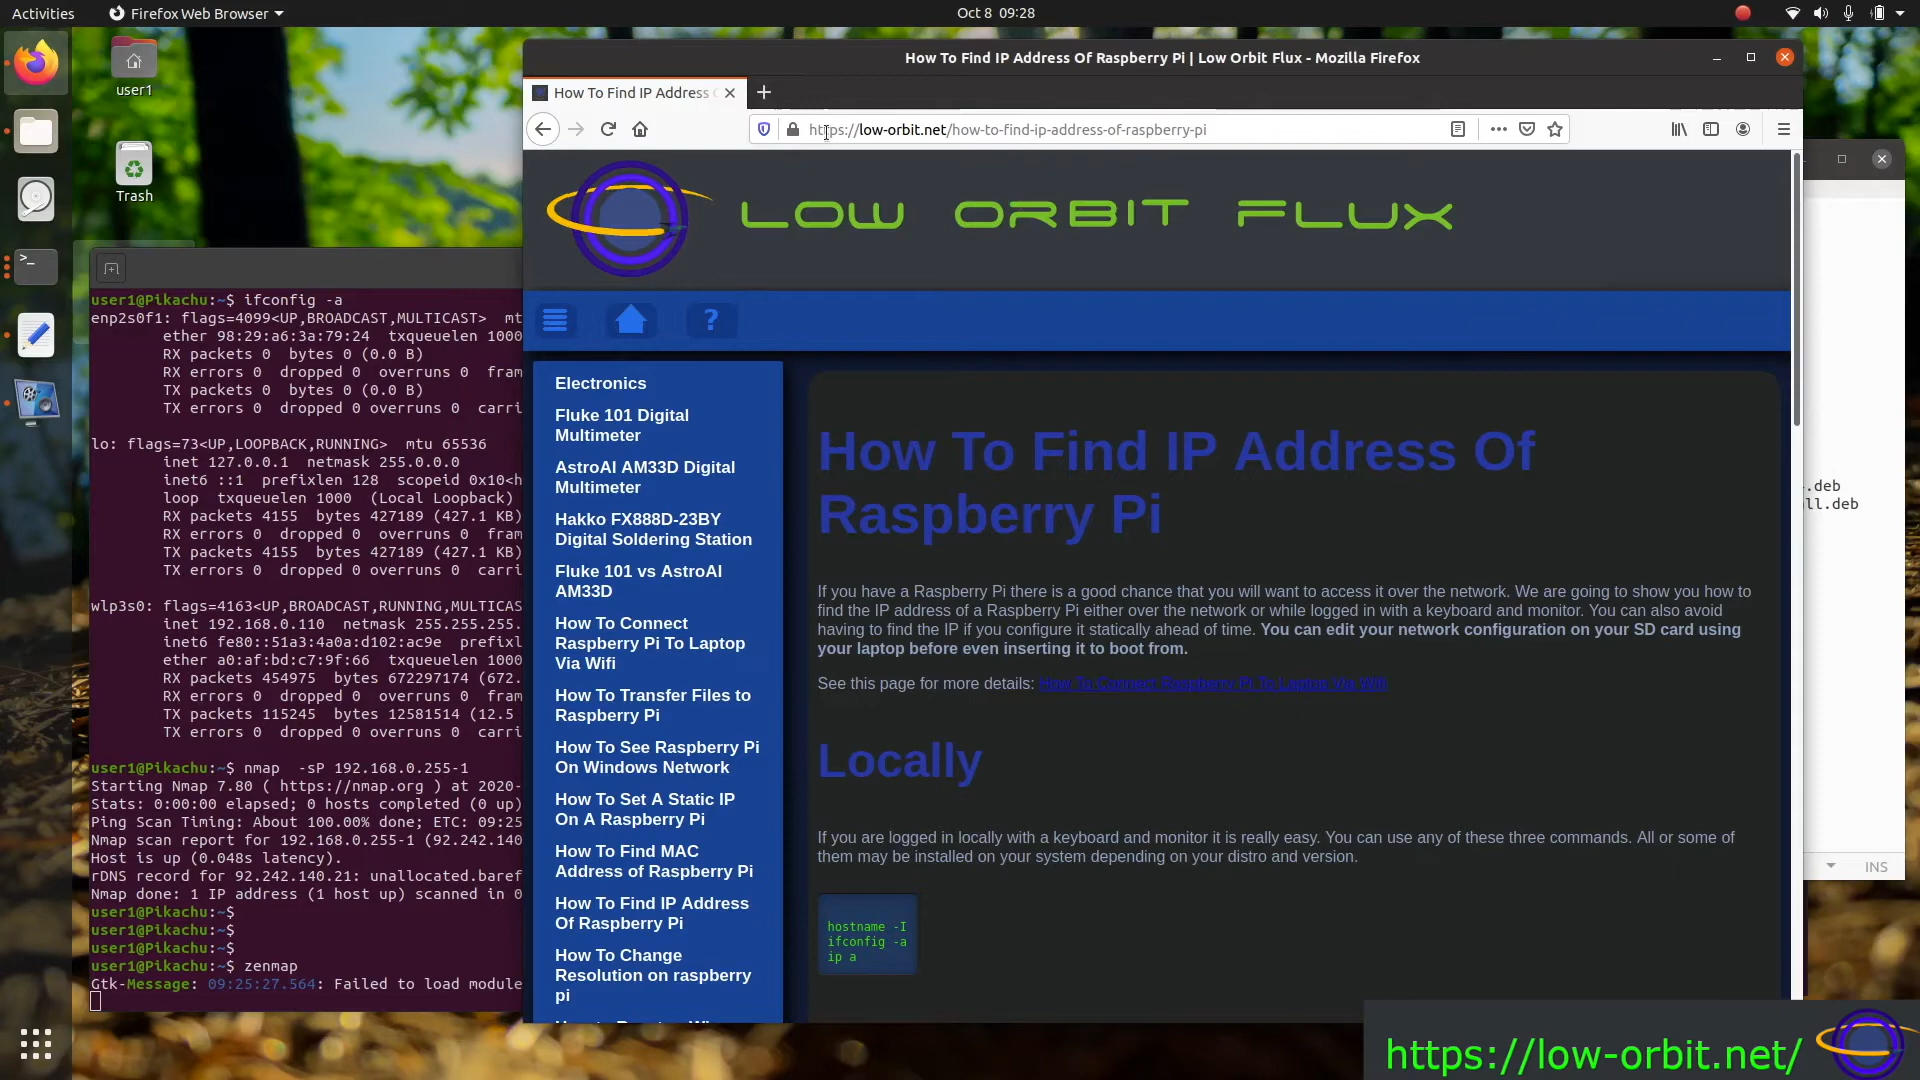 Activities
Firefox Web Browser
Oct 8 09:28
user1
Trash
user1@Pikachu:~$ ifconfig -a
enp2s0f1: flags=4099<UP,BROADCAST,MULTICAST> mt
ether 98:29:a6:3a:79:24 txqueuelen 1000
RX packets 0 bytes 0 (0.0 B)
RX errors 0 dropped 0 overruns 0 fram
TX packets 0 bytes 0 (0.0 B)
TX errors 0 dropped 0 overruns 0 carri
lo: flags=73<UP,LOOPBACK,RUNNING> mtu 65536
inet 127.0.0.1 netmask 255.0.0.0
inet6 ::1 prefixlen 128 scopeid 0x10<h
loop txqueuelen 1000 (Local Loopback)
RX packets 4155 bytes 427189 (427.1 KB)
RX errors 0 dropped 0 overruns 0 fram
TX packets 4155 bytes 427189 (427.1 KB)
TX errors 0 dropped 0 overruns 0 carri
wlp3s0: flags=4163<UP,BROADCAST,RUNNING,MULTICAS
inet 192.168.0.110 netmask 255.255.255.
inet6 fe80::51a3:4a0a:d102:ac9e prefixl
ether a0:af:bd:c7:9f:66 txqueuelen 1000
RX packets 454975 bytes 672297174 (672.
RX errors 0 dropped 0 overruns 0 fram
TX packets 115245 bytes 12581514 (12.5
TX errors 0 dropped 0 overruns 0 carri
user1@Pikachu:~$ nmap -sP 192.168.0.255-1
Starting Nmap 7.80 ( https://nmap.org ) at 2020-
Stats: 0:00:00 elapsed; 0 hosts completed (0 up)
Ping Scan Timing: About 100.00% done; ETC: 09:25
Nmap scan report for 192.168.0.255-1 (92.242.140
Host is up (0.048s latency).
rDNS record for 92.242.140.21: unallocated.baref
Nmap done: 1 IP address (1 host up) scanned in 0
user1@Pikachu:~$
user1@Pikachu:~$
user1@Pikachu:~$
user1@Pikachu:~$ zenmap
Gtk-Message: 09:25:27.564: Failed to load module
How To Find IP Address Of Raspberry Pi | Low Orbit Flux - Mozilla Firefox
How To Find IP Address
https://low-orbit.net/how-to-find-ip-address-of-raspberry-pi
LOW ORBIT FLUX
?
Electronics
Fluke 101 Digital
Multimeter
AstroAI AM33D Digital
Multimeter
Hakko FX888D-23BY
Digital Soldering Station
Fluke 101 vs AstroAI
AM33D
How To Connect
Raspberry Pi To Laptop
Via Wifi
How To Transfer Files to
Raspberry Pi
How To See Raspberry Pi
On Windows Network
How To Set A Static IP
On A Raspberry Pi
How To Find MAC
Address of Raspberry Pi
How To Find IP Address
Of Raspberry Pi
How To Change
Resolution on raspberry
pi
How To Find IP Address Of
Raspberry Pi
If you have a Raspberry Pi there is a good chance that you will want to access it over the network. We are going to show you how to
find the IP address of a Raspberry Pi either over the network or while logged in with a keyboard and monitor. You can also avoid
having to find the IP if you configure it statically ahead of time. You can edit your network configuration on your SD card using
your laptop before even inserting it to boot from.
See this page for more details: How To Connect Raspberry Pi To Laptop Via Wifi
Locally
If you are logged in locally with a keyboard and monitor it is really easy. You can use any of these three commands. All or some of
them may be installed on your system depending on your distro and version.
hostname -I
ifconfig -a
ip a
.deb
ll.deb
INS
https://low-orbit.net/